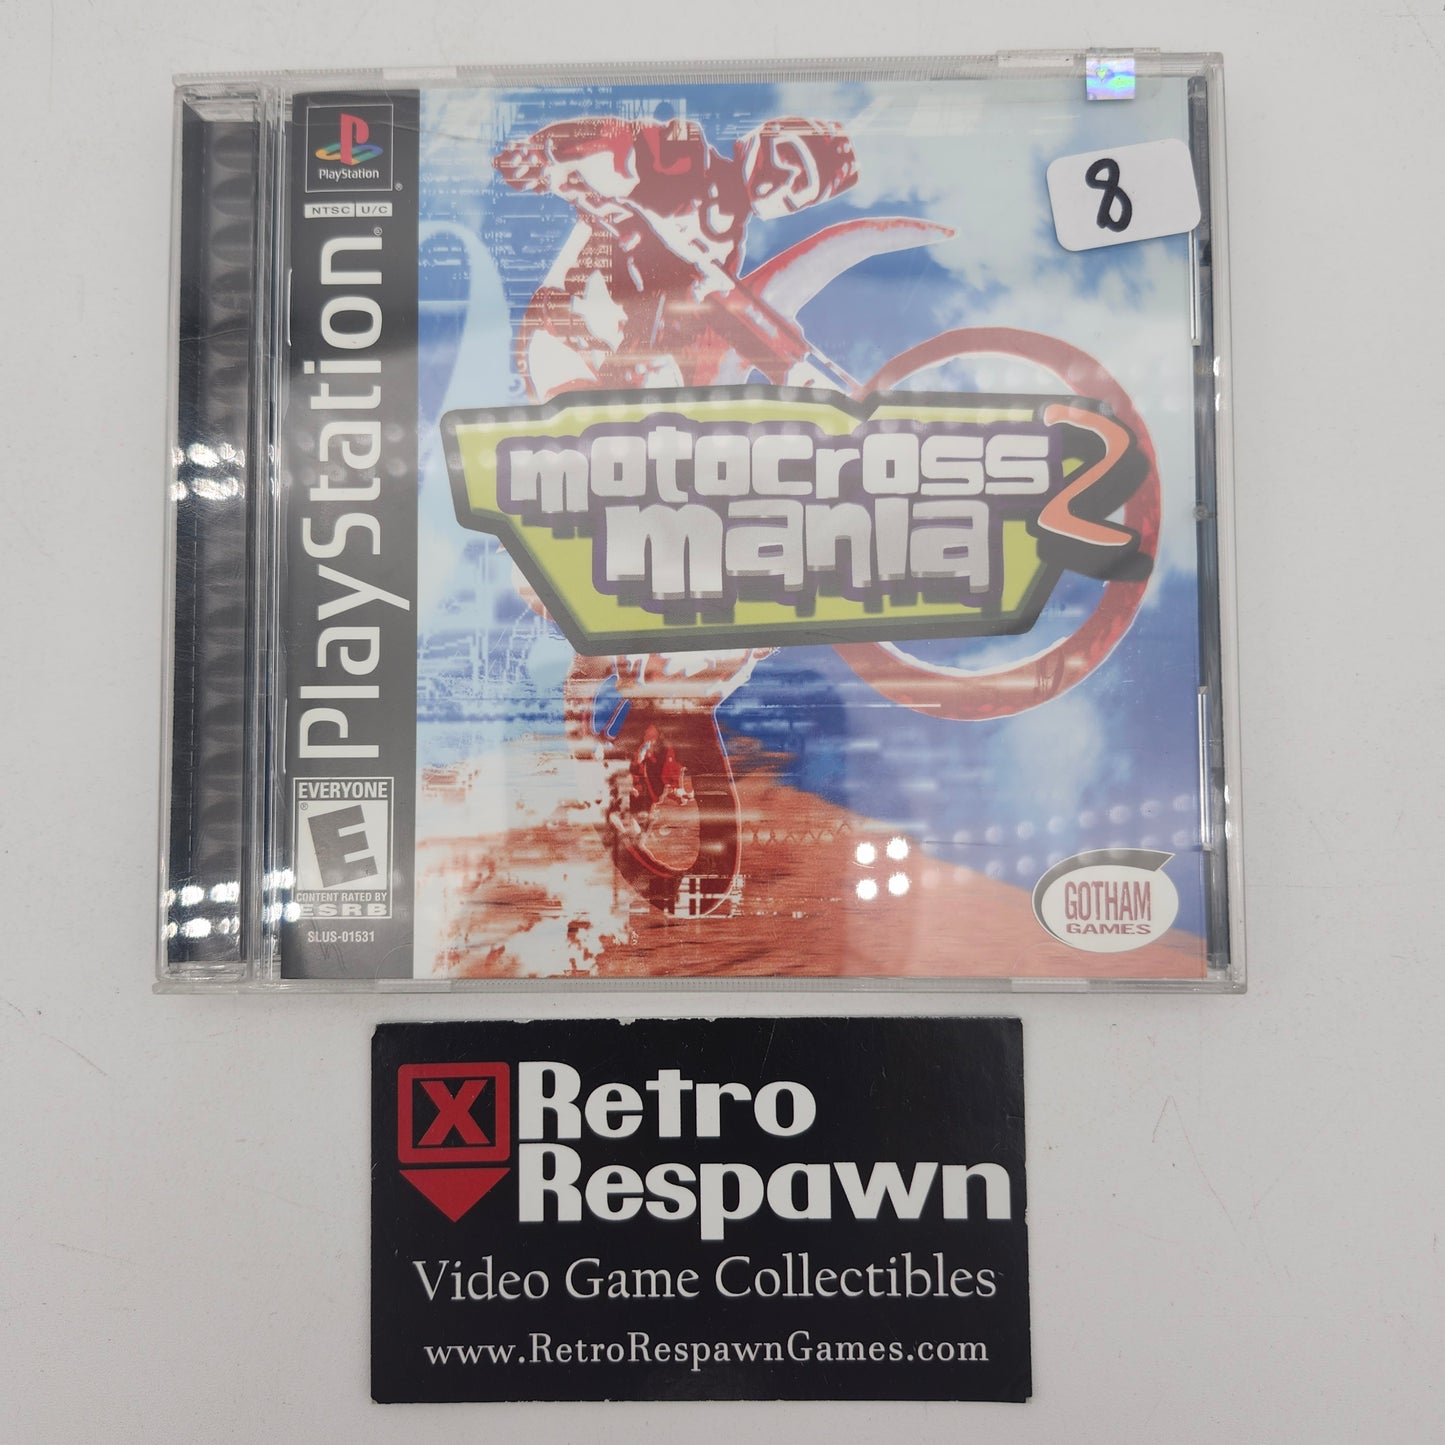 PlayStation
®
NTSC U/C
PlayStation®
8
motocross 2
mania
EVERYONE
E
®
CONTENT RATED BY
ESRB
SLUS-01531
GOTHAM
GAMES
X Retro
Respawn
Video Game Collectibles
www.RetroRespawnGames.com